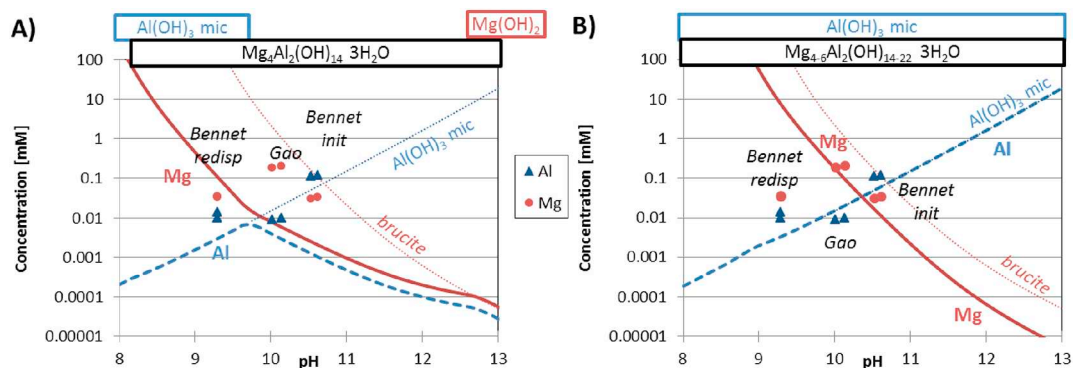 A)
Al(OH)₃ mic
Mg(OH)₂
Mg₄Al₂(OH)₁₄ 3H₂O
Concentration [mM]
100
10
1
0.1
0.01
0.001
0.0001
0.00001
8
9
10
11
12
13
pH
Bennet
redisp
Gao
Bennet
init
Al(OH)₃ mic
Mg
Al
brucite
Al
Mg
B)
Al(OH)₃ mic
Mg₄₋₆Al₂(OH)₁₄₋₂₂ 3H₂O
Concentration [mM]
100
10
1
0.1
0.01
0.001
0.0001
0.00001
8
9
10
11
12
13
pH
Al(OH)₃ mic
Al
Mg
Bennet
redisp
Bennet
init
Gao
brucite
Mg